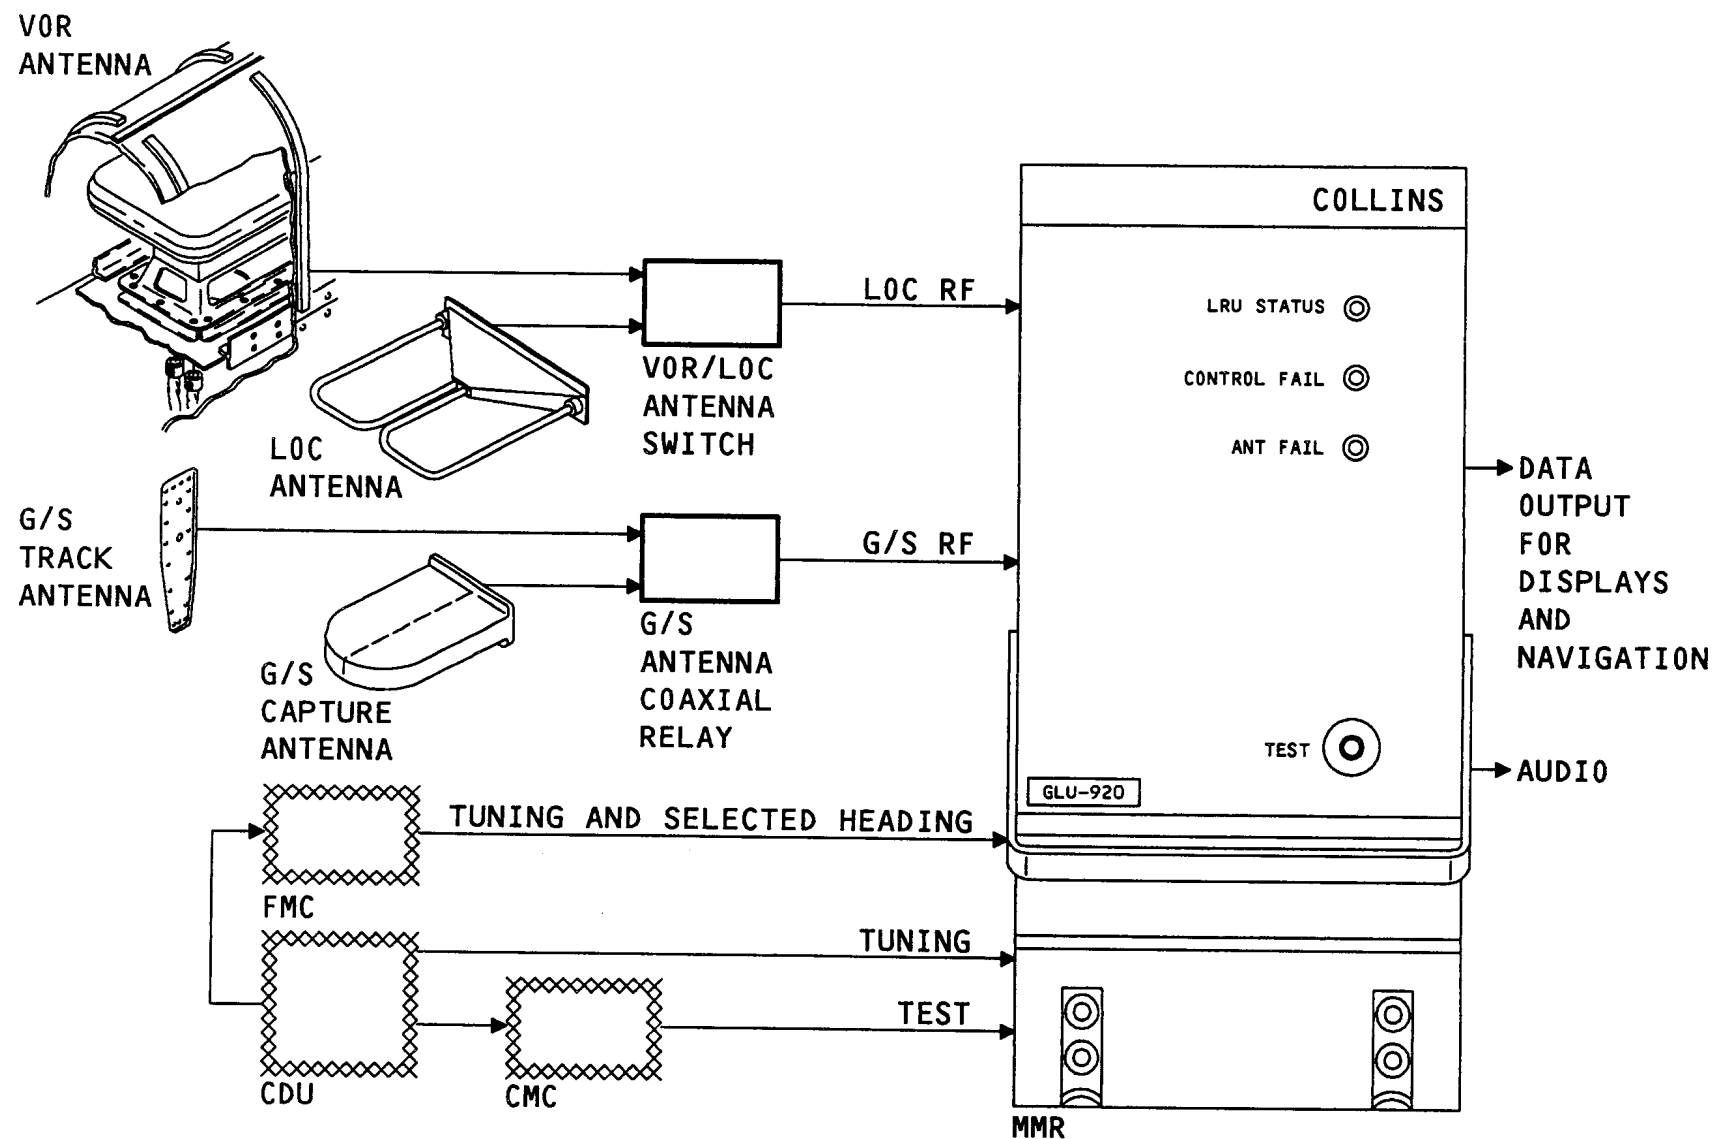 VOR
ANTENNA
COLLINS
LOC RF
LRU STATUS
VOR/LOC
ANTENNA
SWITCH
CONTROL FAIL
LOC
ANTENNA
ANT FAIL
DATA
OUTPUT
FOR
DISPLAYS
AND
NAVIGATION
G/S
TRACK
ANTENNA
G/S RF
G/S
ANTENNA
COAXIAL
RELAY
G/S
CAPTURE
ANTENNA
TEST
AUDIO
GLU-920
TUNING AND SELECTED HEADING
FMC
TUNING
TEST
CDU
CMC
MMR